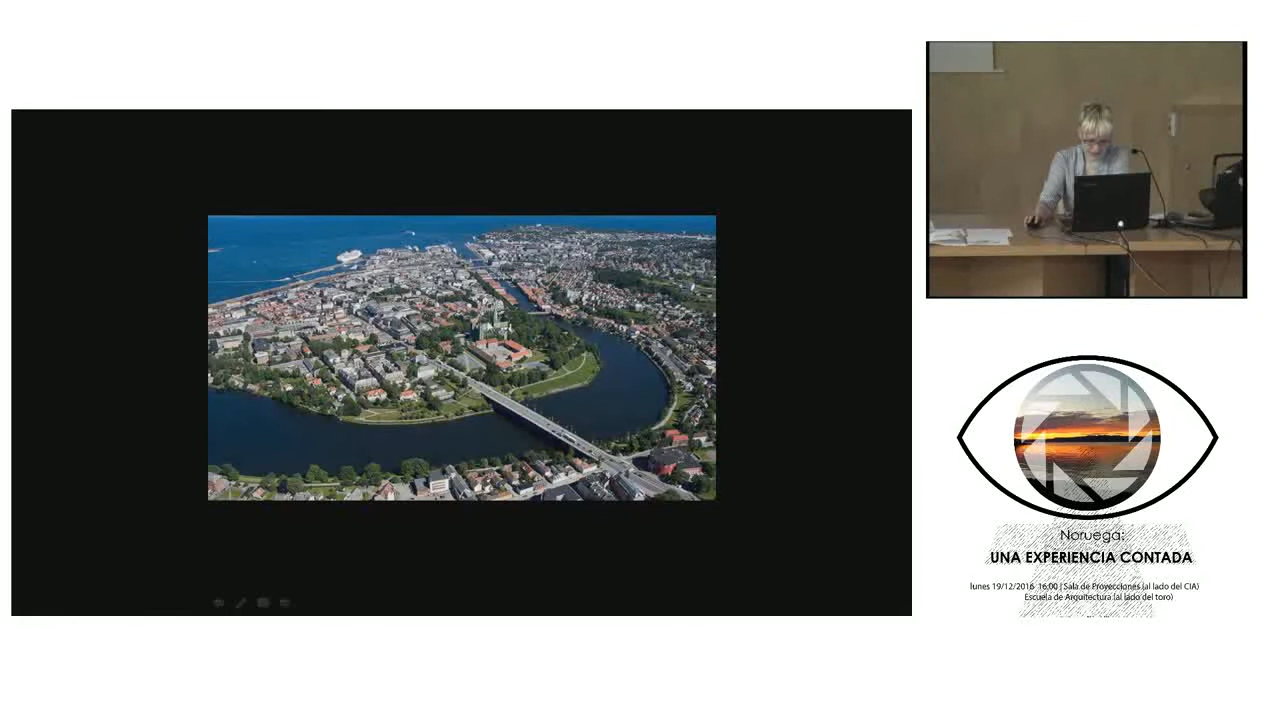 Noruega:
UNA EXPERIENCIA CONTADA
lunes 19/12/2016 16:00 | Sala de Proyecciones (al lado del CIA)
Escuela de Arquitectura (al lado del toro)